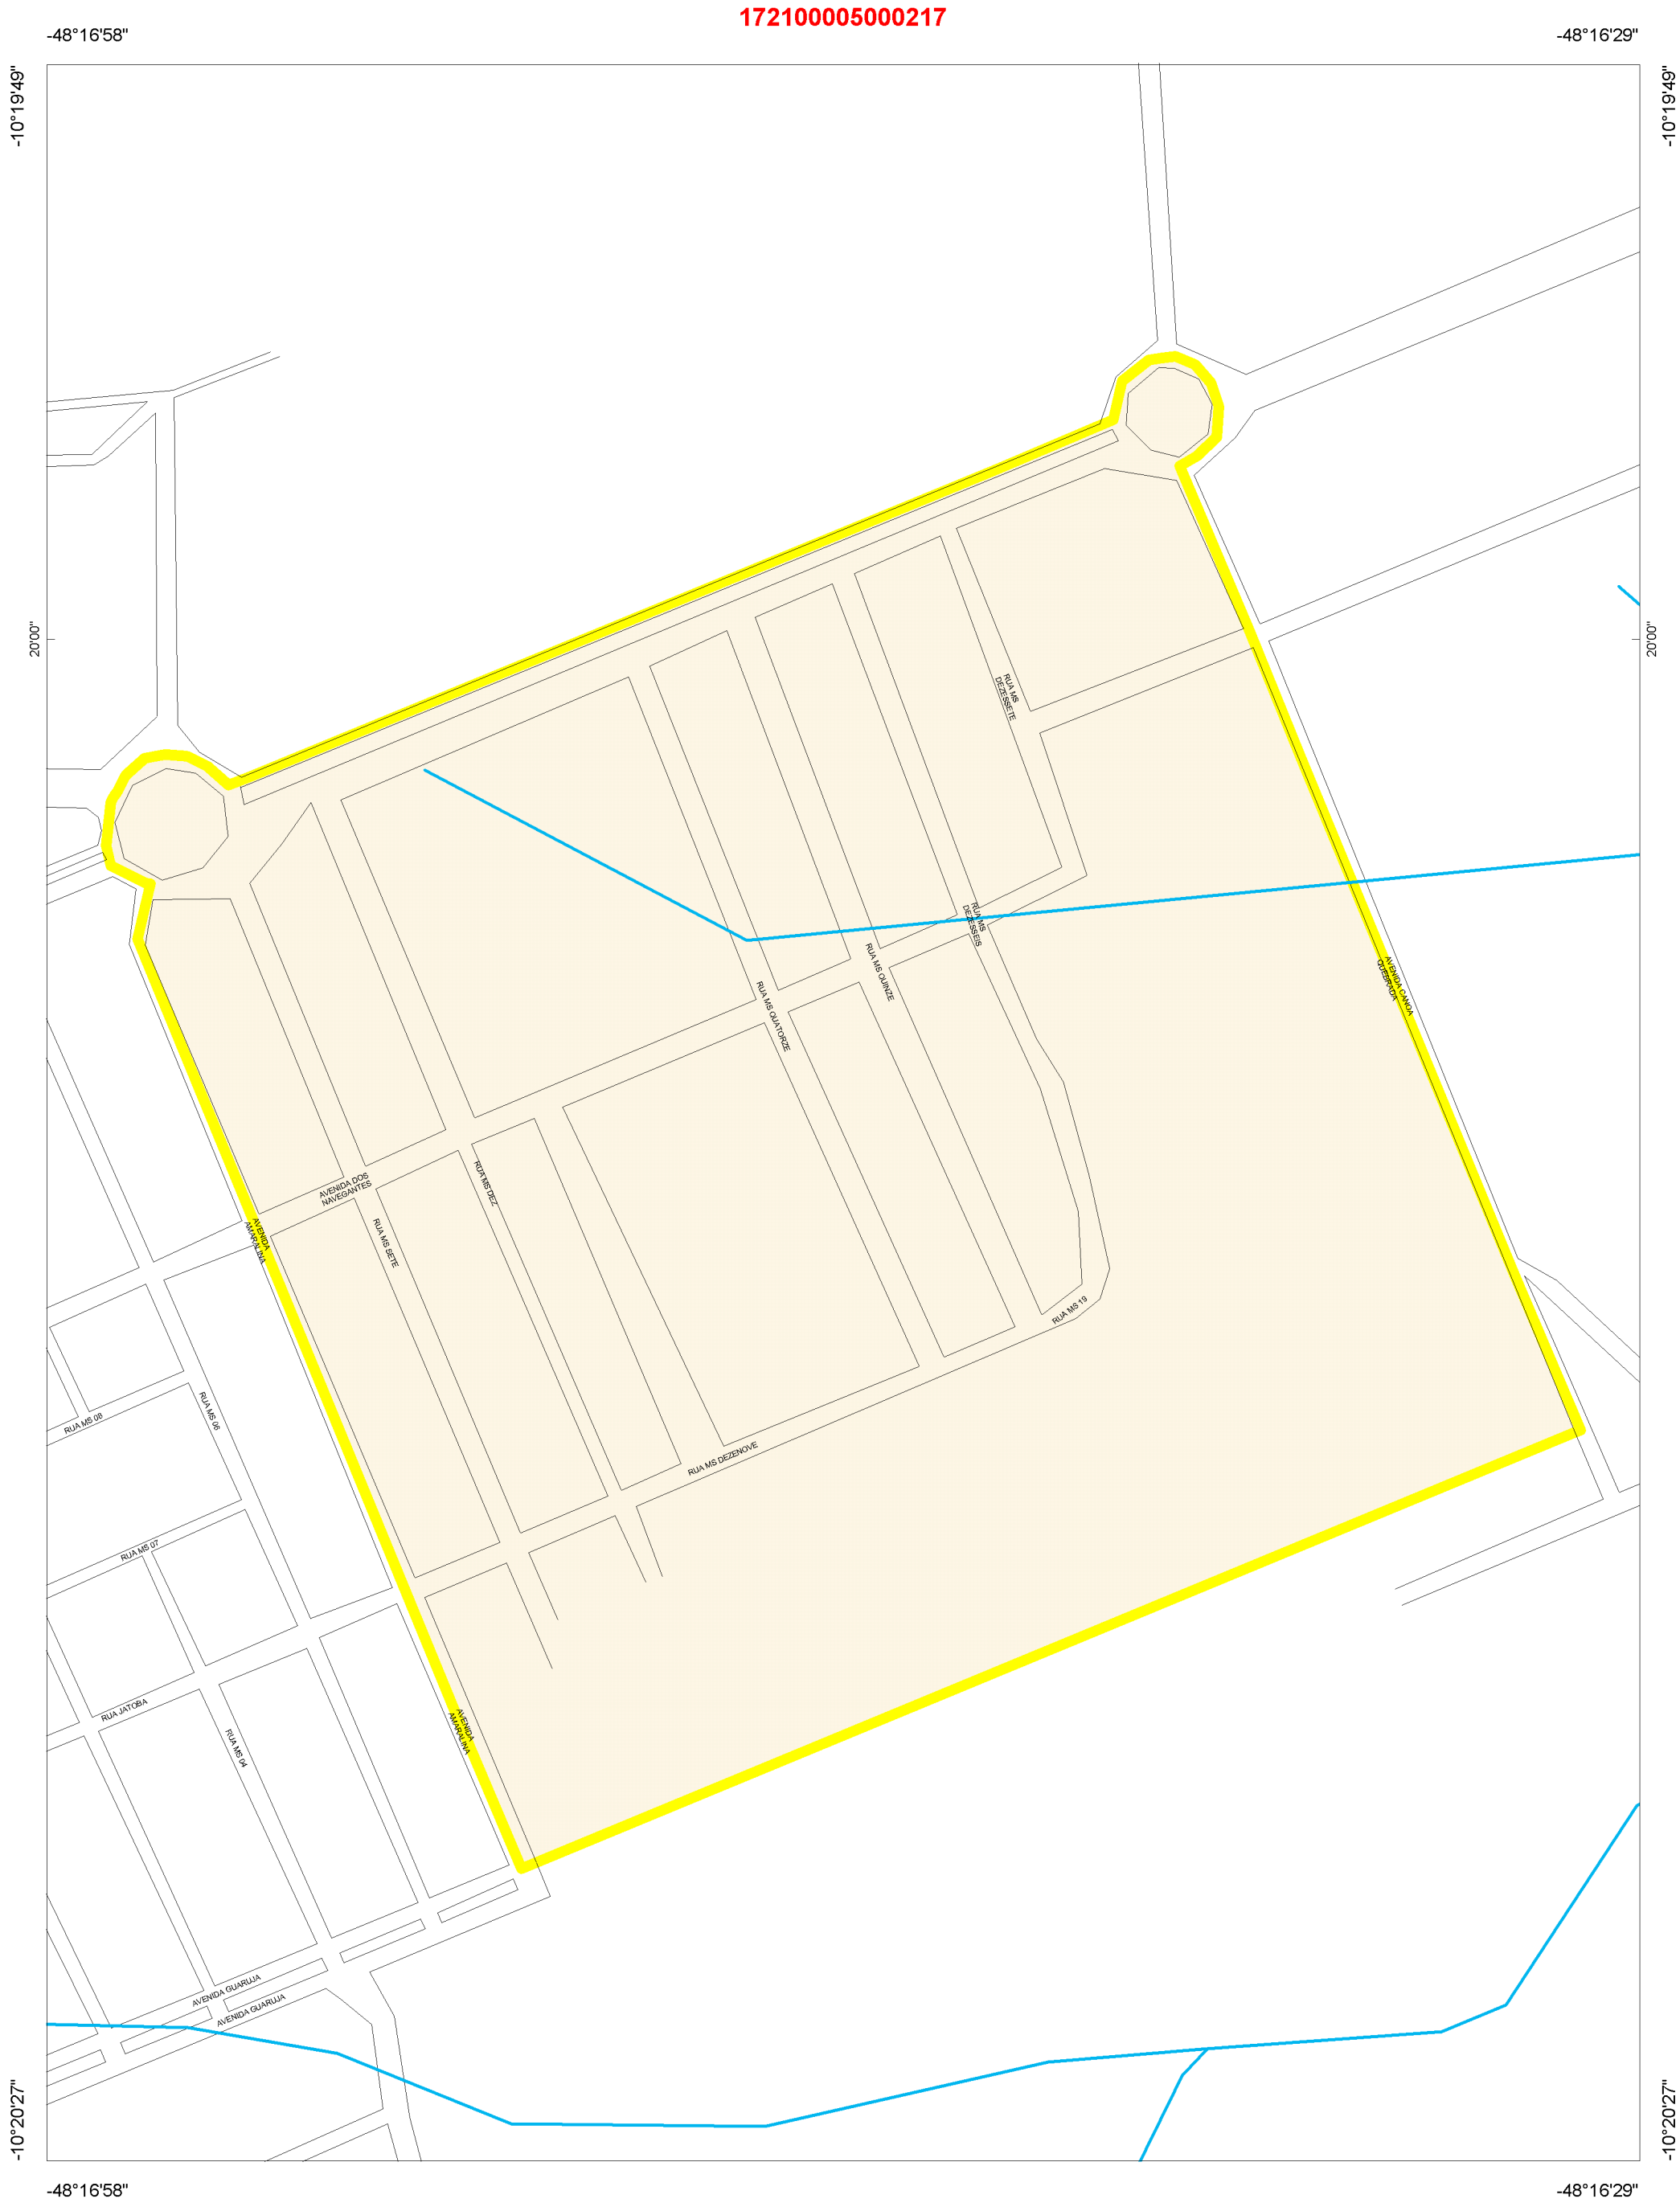 172100005000217
-48°16'58"
-48°16'29"
-10°19'49"
-10°19'49"
20'00"
20'00"
RUA MS
DEZESSETE
RUA MS
DEZESSEIS
RUA MS QUINZE
RUA MS QUATORZE
AVENIDA CANOA
QUEBRADA
RUA MS DEZ
AVENIDA DOS
NAVEGANTES
RUA MS SETE
AVENIDA
AMARALINA
RUA MS 19
RUA MS 06
RUA MS 08
RUA MS DEZENOVE
RUA MS 07
RUA JATOBA
RUA MS 04
AVENIDA
AMARALINA
AVENIDA GUARUJA
AVENIDA GUARUJA
-10°20'27"
-10°20'27"
-48°16'58"
-48°16'29"